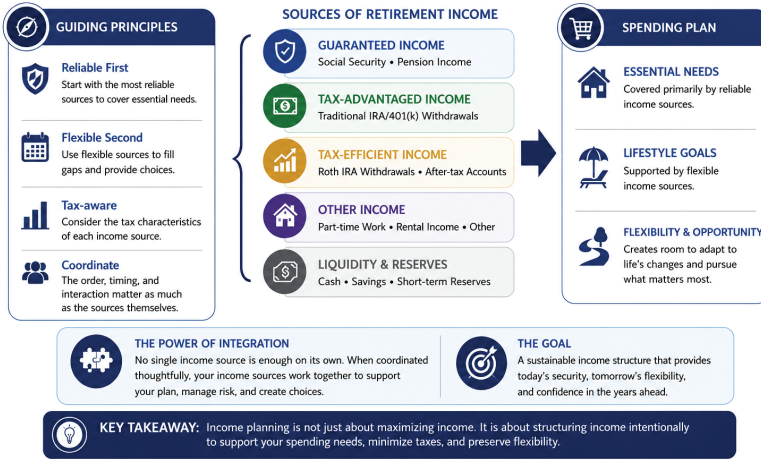 GUIDING PRINCIPLES
Reliable First
Start with the most reliable
sources to cover essential needs.
Flexible Second
Use flexible sources to fill
gaps and provide choices.
Tax-aware
Consider the tax characteristics
of each income source.
Coordinate
The order, timing, and
interaction matter as much
as the sources themselves.
SOURCES OF RETIREMENT INCOME
GUARANTEED INCOME
Social Security • Pension Income
TAX-ADVANTAGED INCOME
Traditional IRA/401(k) Withdrawals
TAX-EFFICIENT INCOME
Roth IRA Withdrawals • After-tax Accounts
OTHER INCOME
Part-time Work • Rental Income • Other
LIQUIDITY & RESERVES
Cash • Savings • Short-term Reserves
SPENDING PLAN
ESSENTIAL NEEDS
Covered primarily by reliable
income sources.
LIFESTYLE GOALS
Supported by flexible
income sources.
FLEXIBILITY & OPPORTUNITY
Creates room to adapt to
life's changes and pursue
what matters most.
THE POWER OF INTEGRATION
No single income source is enough on its own. When coordinated
thoughtfully, your income sources work together to support
your plan, manage risk, and create choices.
THE GOAL
A sustainable income structure that provides
today's security, tomorrow's flexibility,
and confidence in the years ahead.
KEY TAKEAWAY: Income planning is not just about maximizing income. It is about structuring income intentionally
to support your spending needs, minimize taxes, and preserve flexibility.